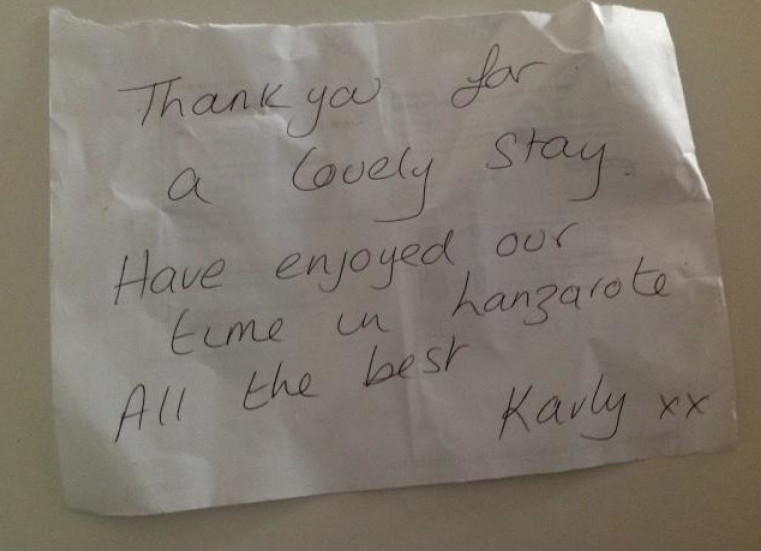 Thank you for
a lovely stay.
Have enjoyed our
time in Lanzarote
All the best
Karly xx